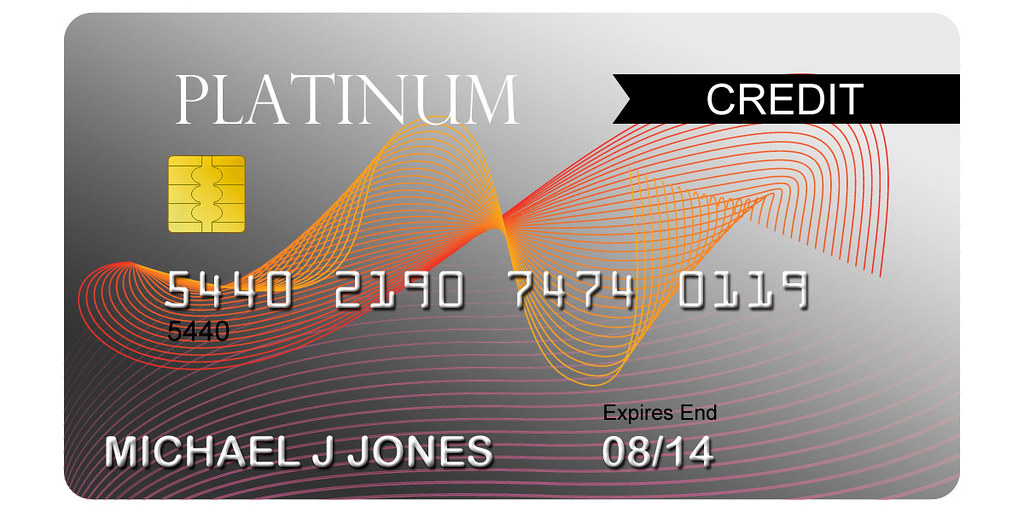 PLATINUM
CREDIT
5440 2190 7474 0119
5440
Expires End
MICHAEL J JONES 08/14